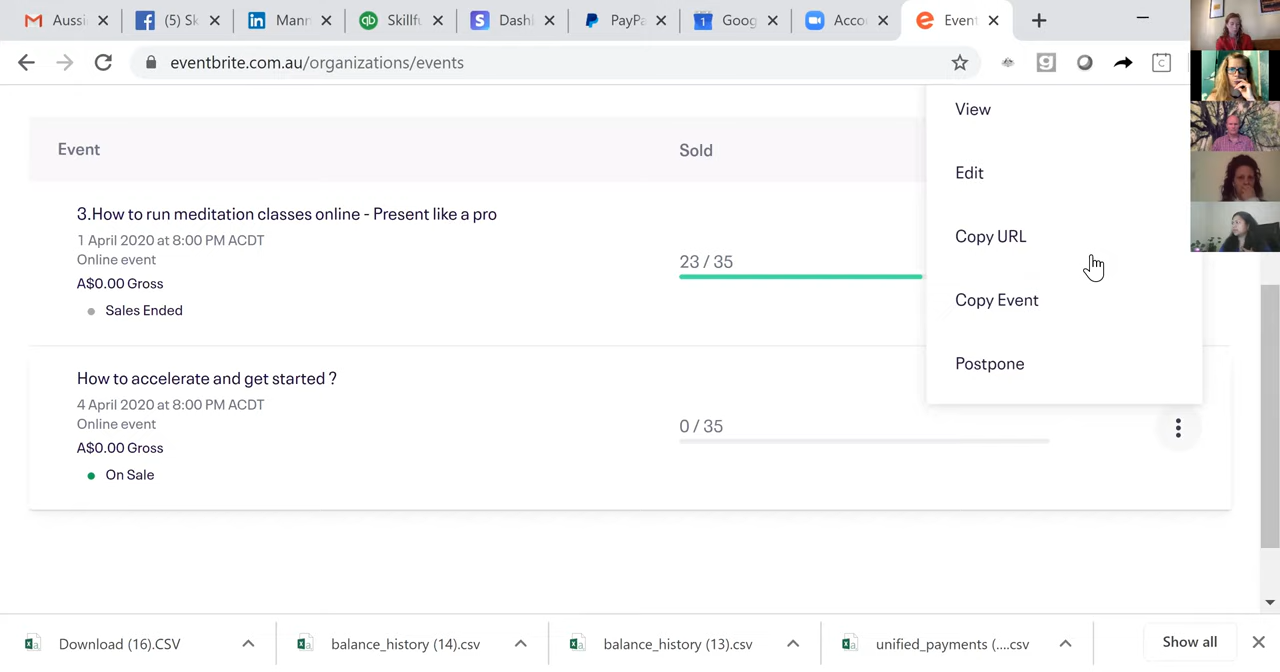 Aussi
(5) Sk
Mann
Skillfu
Dashl
PayPa
Goog
Acco
Event
eventbrite.com.au/organizations/events
Event
Sold
3.How to run meditation classes online - Present like a pro
1 April 2020 at 8:00 PM ACDT
Online event
A$0.00 Gross
Sales Ended
23 / 35
How to accelerate and get started ?
4 April 2020 at 8:00 PM ACDT
Online event
A$0.00 Gross
On Sale
0 / 35
View
Edit
Copy URL
Copy Event
Postpone
Download (16).CSV
balance_history (14).csv
balance_history (13).csv
unified_payments (....csv
Show all